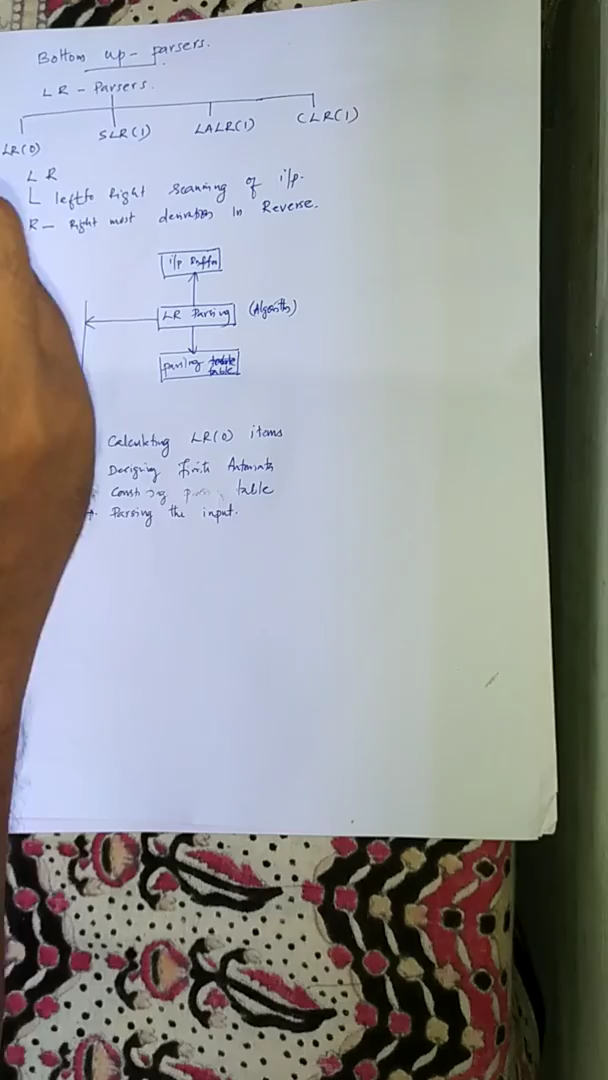 Bottom up - parsers.
LR - Parsers.
LR(0) SLR(1) LALR(1) CLR(1)
LR
L left to Right scanning of i/p.
R - Right most derivation In Reverse.
i/p Buffer
LR Parsing (Algorithm)
parsing table
table
Calculating LR(0) items
Designing Finite Automata
table
Parsing the input.